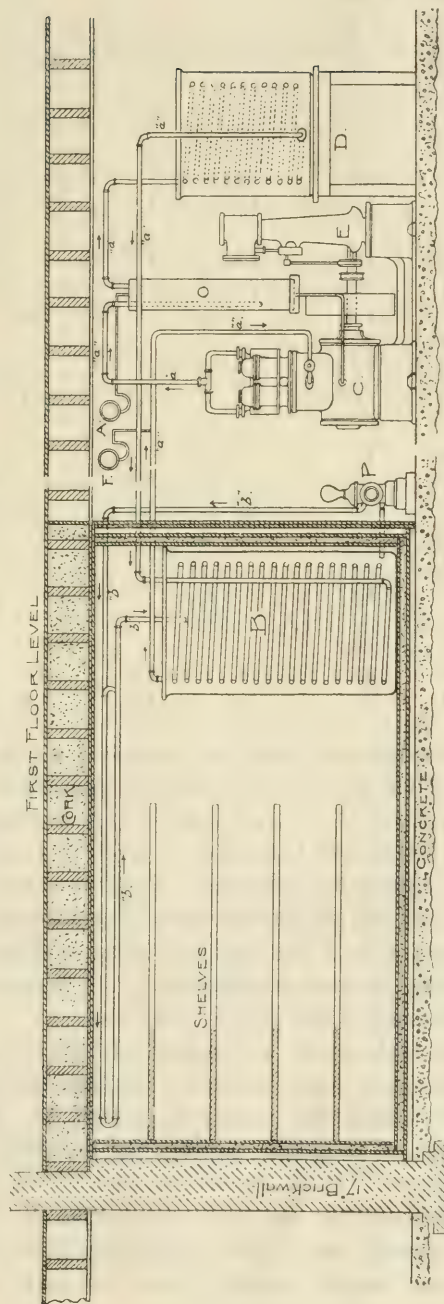 FIRST FLOOR LEVEL
CORK
SHELVES
17" Brickwall
CONCRETE
B
"b"
"b"
"b"
"b"
P
F
A
"a"
"a"
"a"
"a"
"a"
"a"
"a"
O
C
E
D